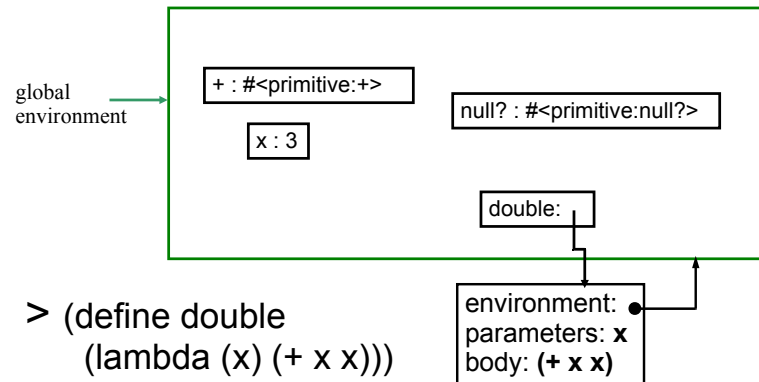 global
environment
+ : #<primitive:+>
null? : #<primitive:null?>
x : 3
double:
> (define double
(lambda (x) (+ x x)))
environment:
parameters: x
body: (+ x x)